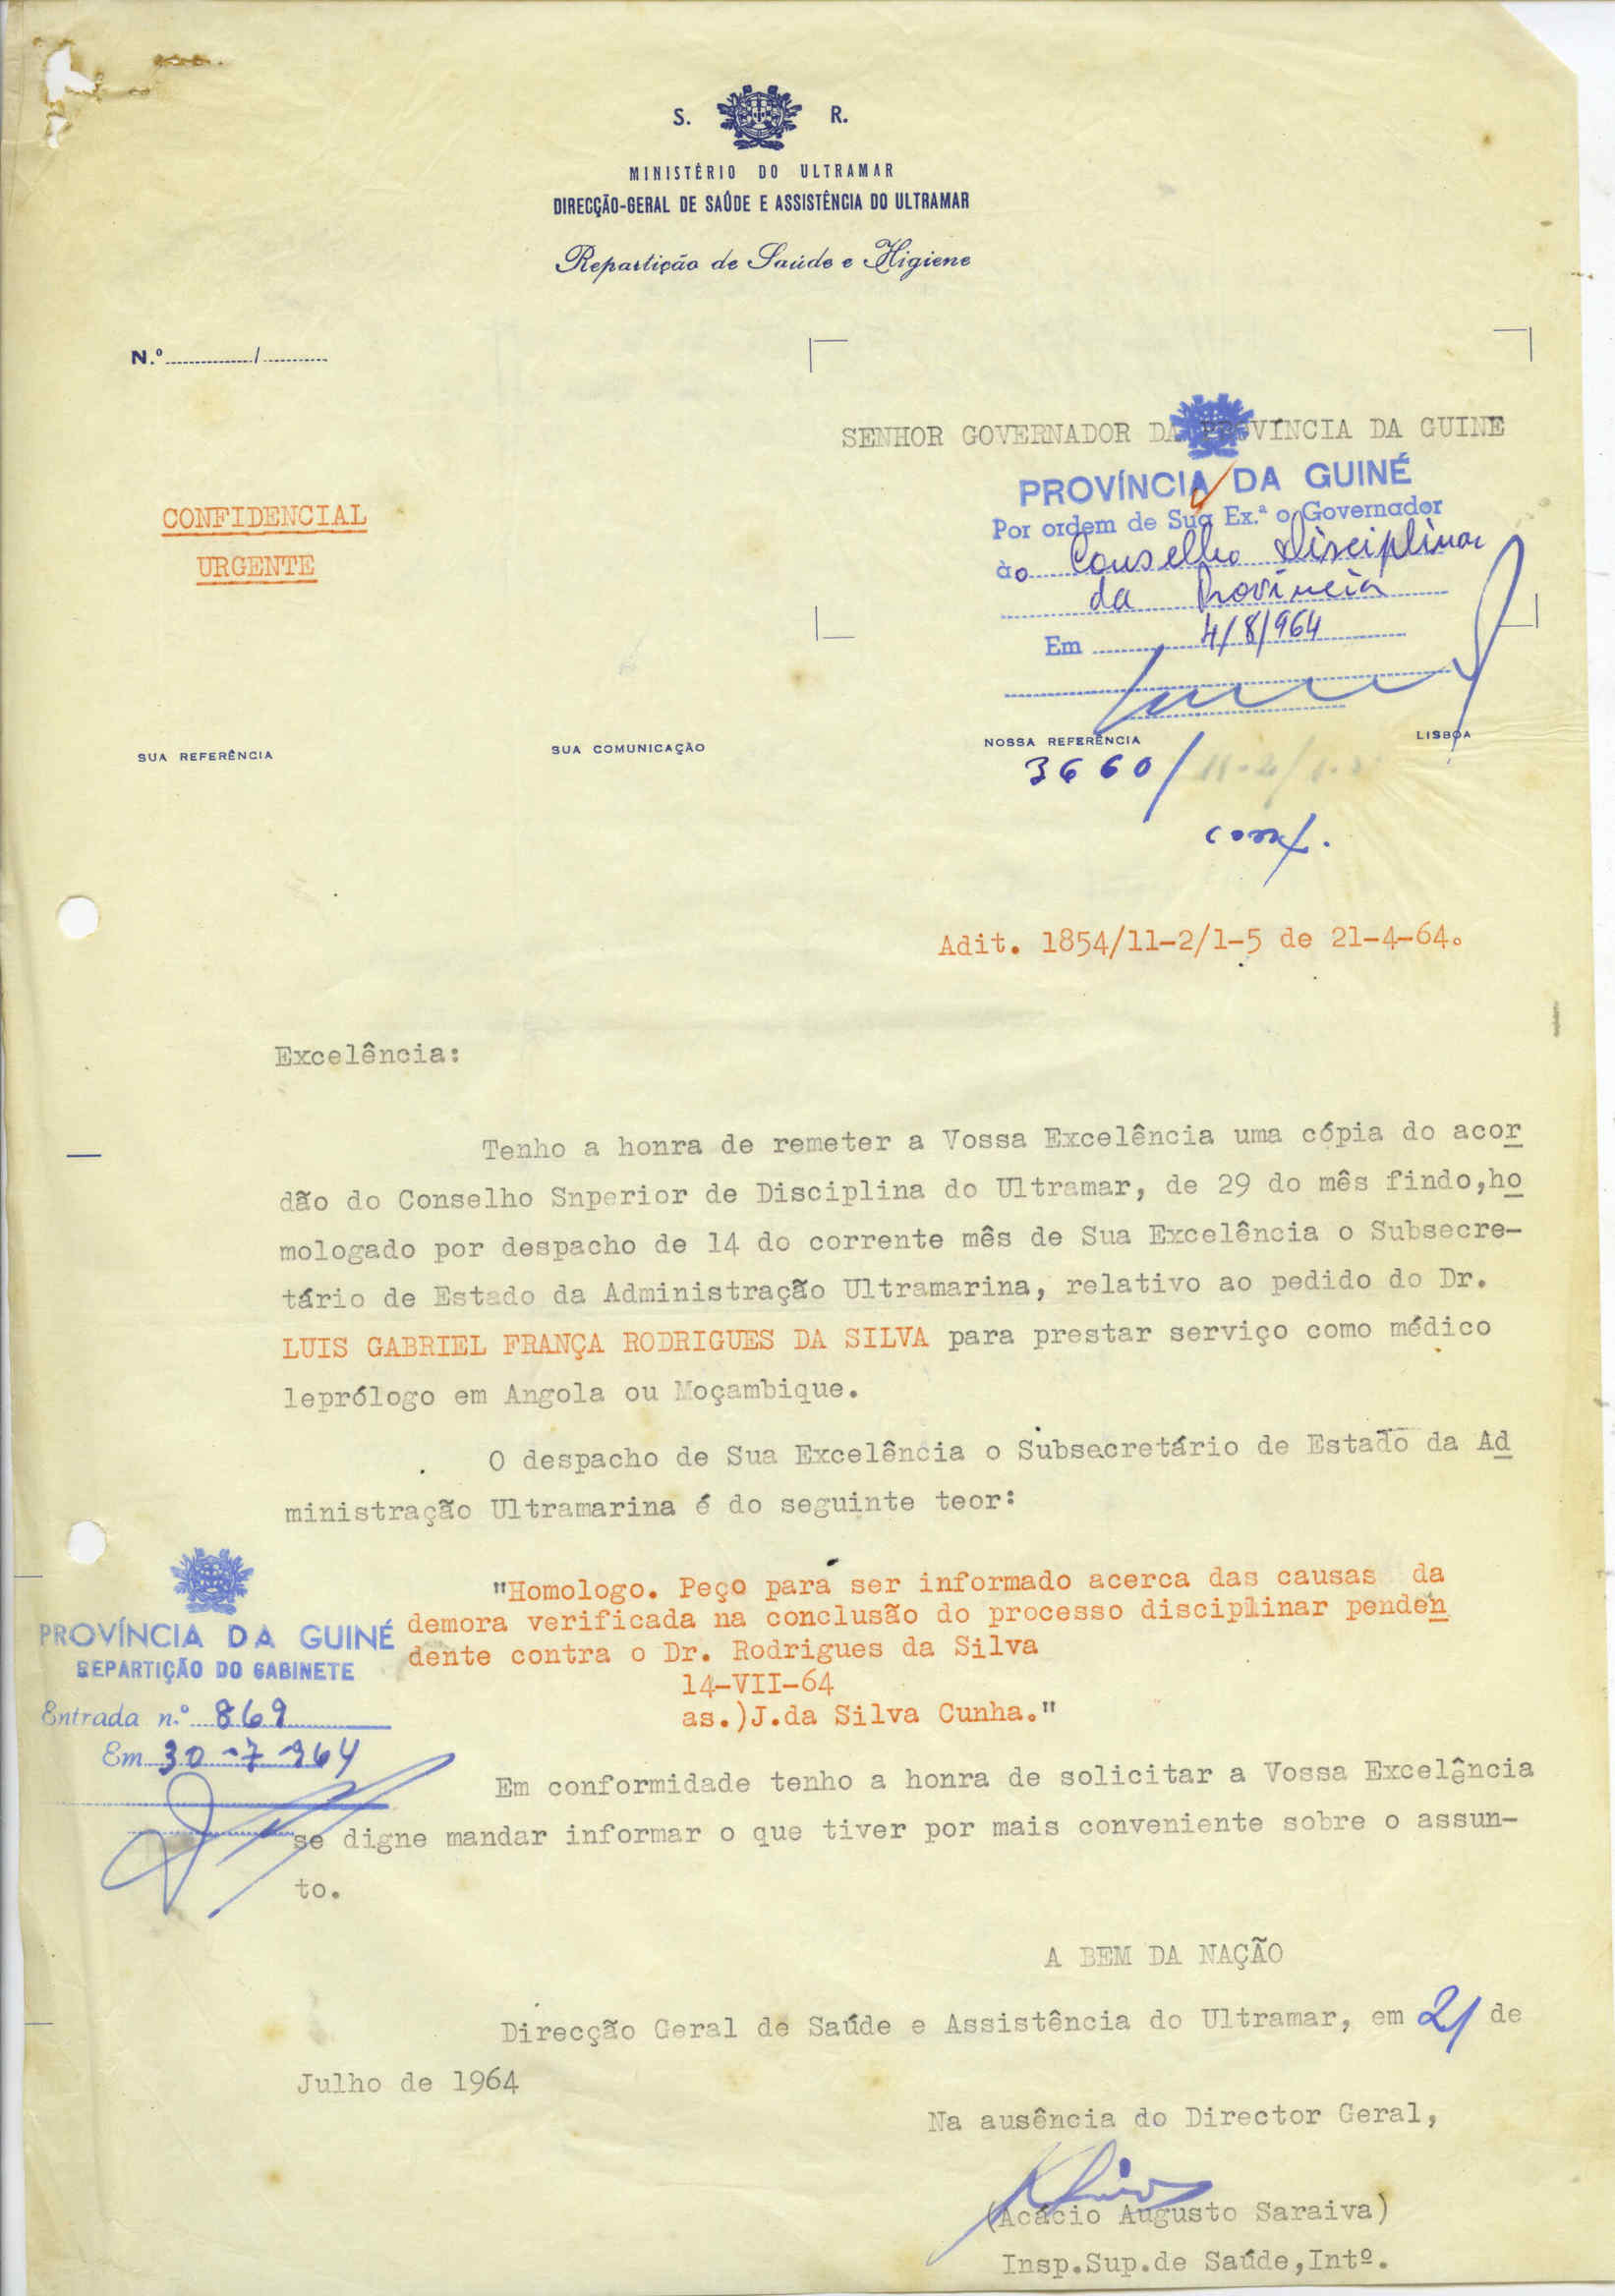 S. R.
MINISTÉRIO DO ULTRAMAR
DIRECÇÃO-GERAL DE SAÚDE E ASSISTÊNCIA DO ULTRAMAR
Repartição de Saúde e Higiene
N.º ............/..........
SENHOR GOVERNADOR DA PROVÍNCIA DA GUINE
CONFIDENCIAL
URGENTE
PROVÍNCIA DA GUINÉ
Por ordem de Sua Ex.ª o Governador
ào Conselho Disciplinar
da Provincia
Em 4/8/964
SUA REFERÊNCIA
SUA COMUNICAÇÃO
NOSSA REFERÊNCIA
LISBOA
3660/ 11-2/1-5
conf.
Adit. 1854/11-2/1-5 de 21-4-64.
Excelência:
Tenho a honra de remeter a Vossa Excelência uma cópia do acor
dão do Conselho Snperior de Disciplina do Ultramar, de 29 do mês findo,ho
mologado por despacho de 14 do corrente mês de Sua Excelência o Subsecre-
tário de Estado da Administração Ultramarina, relativo ao pedido do Dr.
LUIS GABRIEL FRANÇA RODRIGUES DA SILVA para prestar serviço como médico
leprólogo em Angola ou Moçambique.
O despacho de Sua Excelência o Subsecretário de Estado da Ad
ministração Ultramarina é do seguinte teor:
"Homologo. Peço para ser informado acerca das causas da
demora verificada na conclusão do processo disciplinar penden
dente contra o Dr. Rodrigues da Silva
14-VII-64
as.)J.da Silva Cunha."
PROVÍNCIA DA GUINÉ
REPARTIÇÃO DO GABINETE
Entrada n.º 869
Em 30-7-964
Em conformidade tenho a honra de solicitar a Vossa Excelência
se digne mandar informar o que tiver por mais conveniente sobre o assun-
to.
A BEM DA NAÇÃO
Direcção Geral de Saúde e Assistência do Ultramar, em 21 de
Julho de 1964
Na ausência do Director Geral,
(Acácio Augusto Saraiva)
Insp.Sup.de Saúde,Intº.